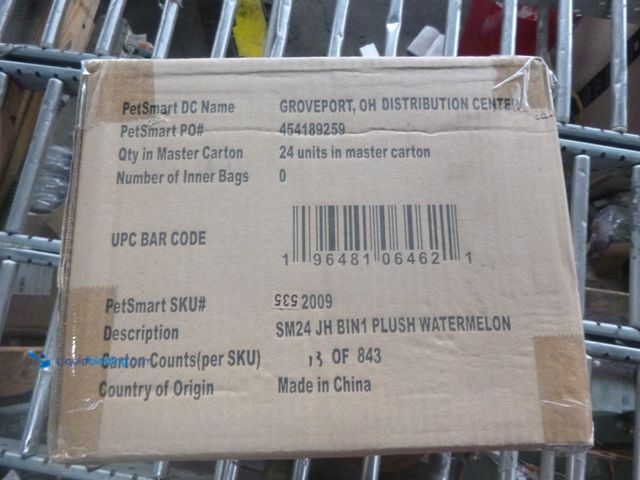 PetSmart DC Name GROVEPORT, OH DISTRIBUTION CENTER
PetSmart PO# 454189259
Qty in Master Carton 24 units in master carton
Number of Inner Bags 0
UPC BAR CODE
1 96481 06462 1
PetSmart SKU# 535 2009
Description SM24 JH BIN1 PLUSH WATERMELON
Carton Counts(per SKU) 13 OF 843
Country of Origin Made in China